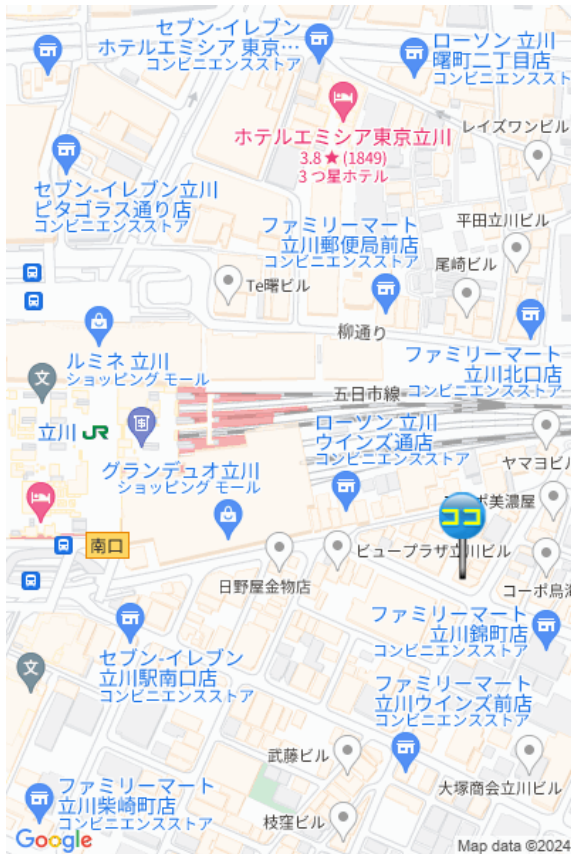 セブン-イレブン
ホテルエミシア 東京…
コンビニエンスストア
ローソン 立川
曙町二丁目店
コンビニエンススト
レイズワンビル
ホテルエミシア東京立川
3.8 ★ (1849)
3 つ星ホテル
セブン-イレブン立川
ピタゴラス通り店
コンビニエンスストア
平田立川ビル
ファミリーマート
立川郵便局前店
コンビニエンスストア
尾崎ビル
Te曙ビル
柳通り
ルミネ 立川
ショッピング モール
ファミリーマート
立川北口店
コンビニエンスストア
五日市線
文
立川 JR
ローソン 立川
ウインズ通店
コンビニエンスストア
グランデュオ立川
ショッピング モール
ヤマヨビル
ポ美濃屋
ココ
南口
ビュープラザ立川ビル
日野屋金物店
コーポ鳥海
ファミリーマート
立川錦町店
コンビニエンスストア
セブン-イレブン
立川駅南口店
コンビニエンスストア
文
ファミリーマート
立川ウインズ前店
コンビニエンスストア
武藤ビル
大塚商会立川ビル
ファミリーマート
立川柴崎町店
コンビニエンスストア
枝窪ビル
Google
Map data ©2024